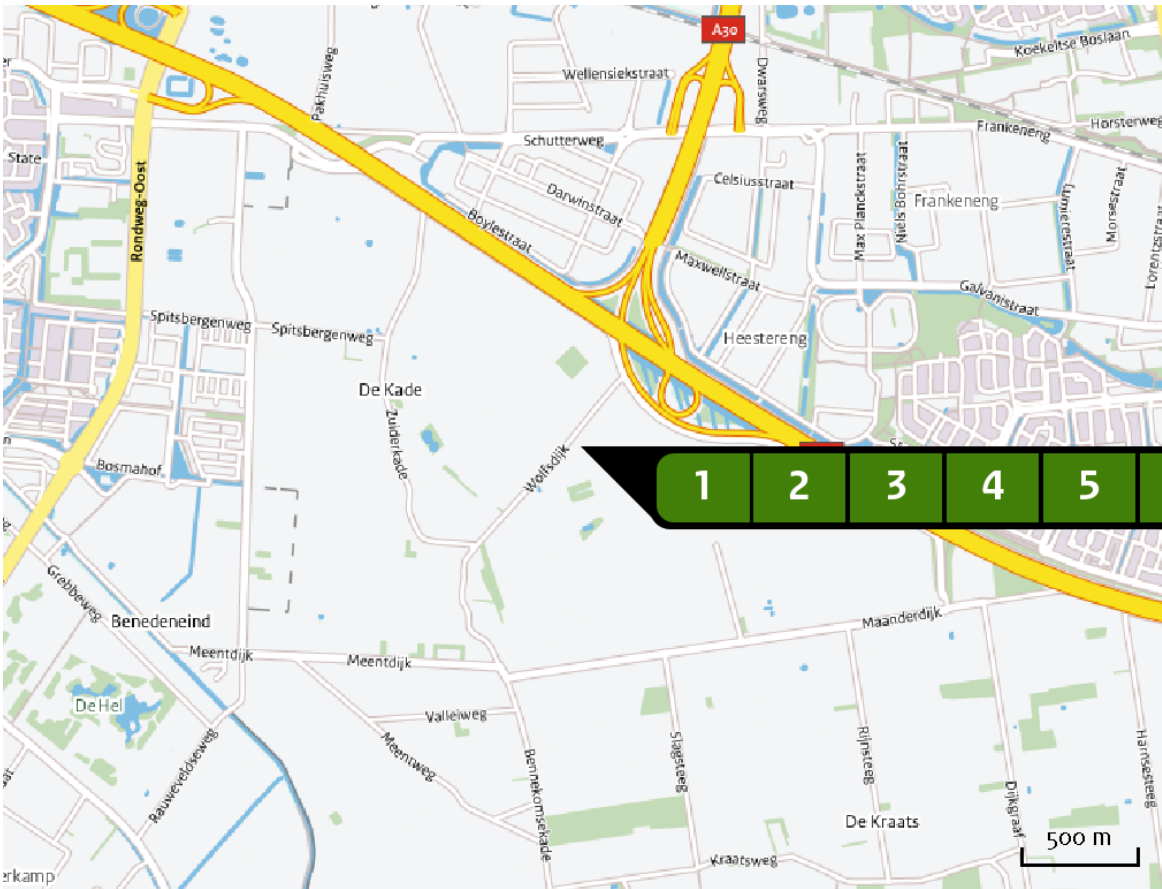 A30
Koekeltse Boslaan
Wellensiekstraat
Pakhuisweg
Dwarsweg
Schutterweg
Frankeneng
Horsterweg
State
Rondweg-Oost
Darwinstraat
Celsiusstraat
Max Planckstraat
Niels Bohrstraat
Frankeneng
Lumierestraat
Morsestraat
Lorentzstraat
Boylestraat
Maxwellstraat
Galvanistraat
Spitsbergenweg
Spitsbergenweg
Heestereng
De Kade
Zuiderkade
Bosmahof
Wolfsdijk
1 2 3 4 5
Grebbeweg
Benedeneind
Maanderdijk
Meentdijk
Meentdijk
De Hel
Valleiweg
Meentweg
Rauweveldseweg
Bennekomsekade
Slagsteeg
Rijnsteeg
Dijkgraaf
Harnsesteeg
De Kraats
500 m
Kraatsweg
erkamp